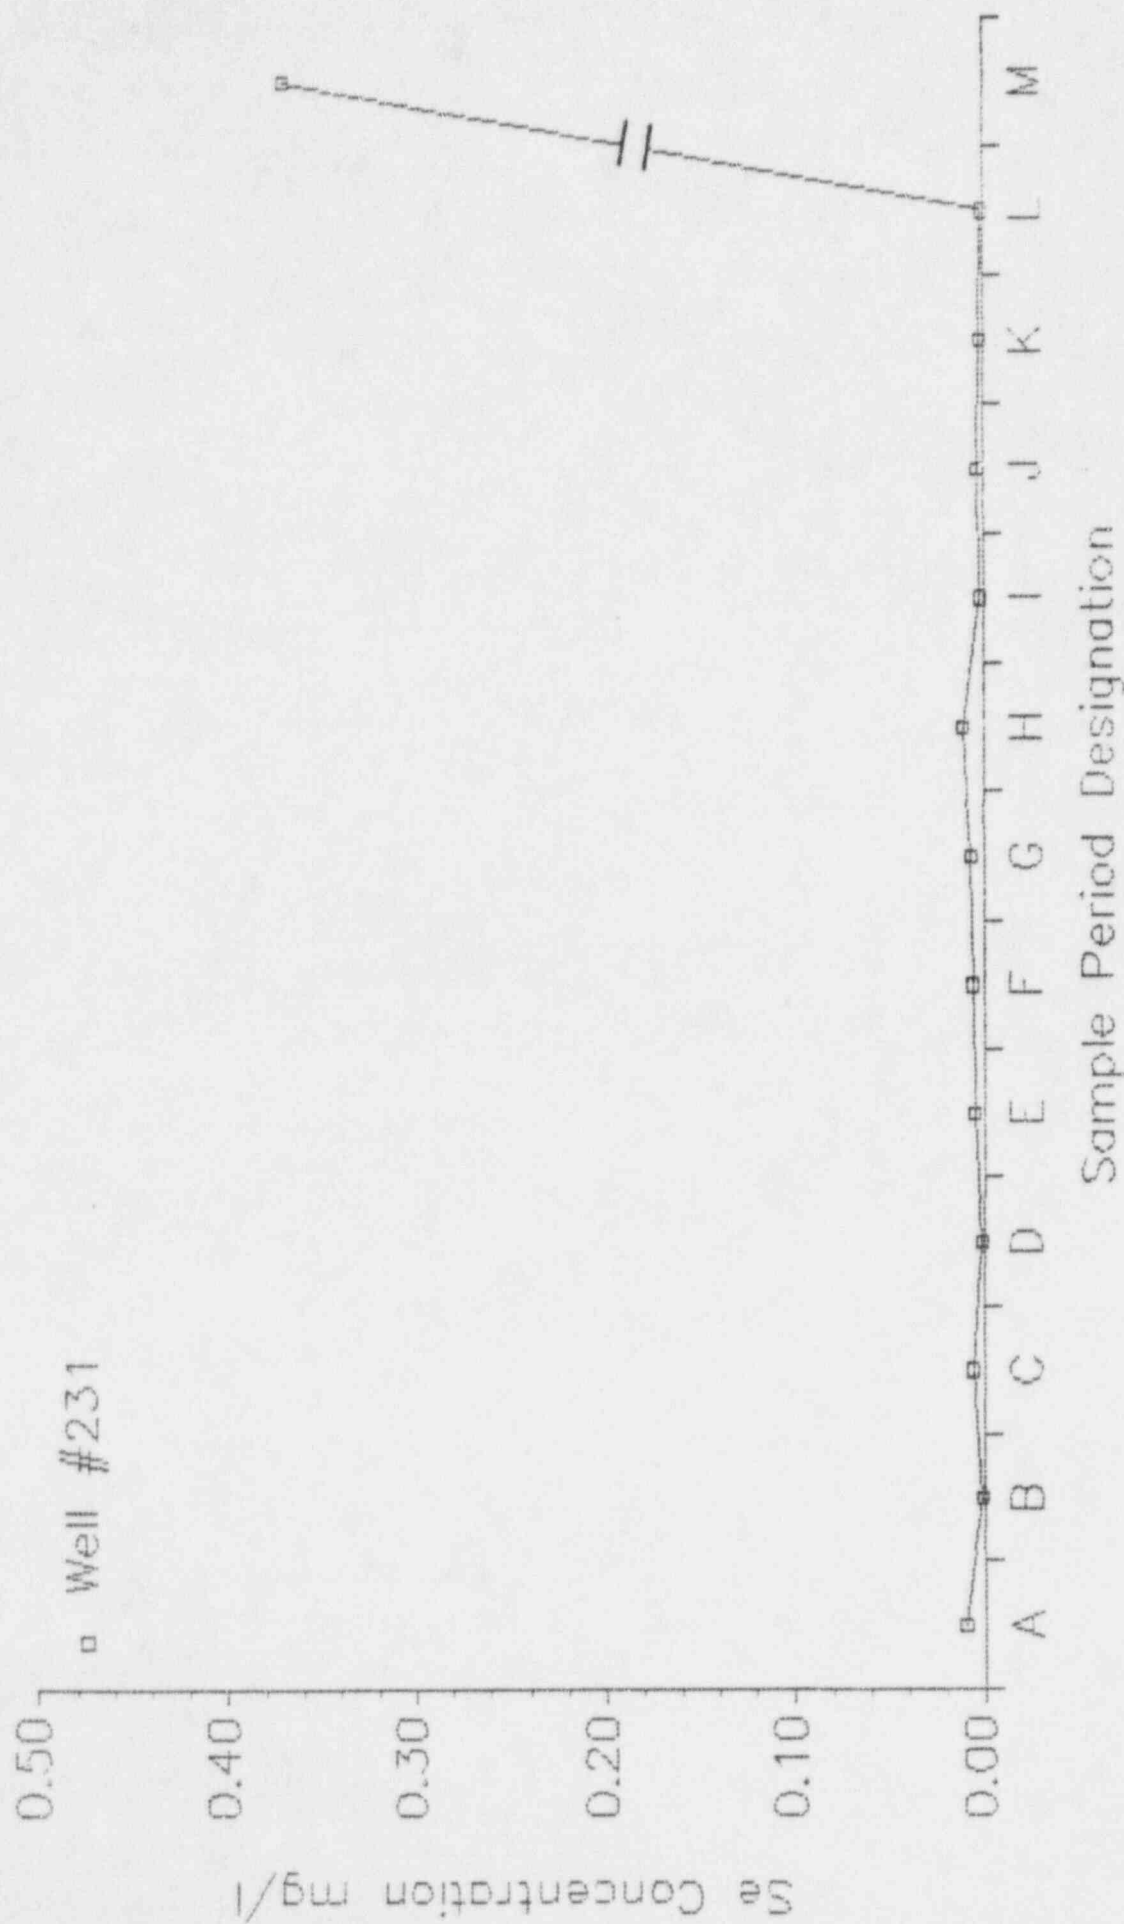 Well #231
0.50
0.40
0.30
0.20
0.10
0.00
Se Concentration mg/l
A B C D E F G H I J K L M
Sample Period Designation